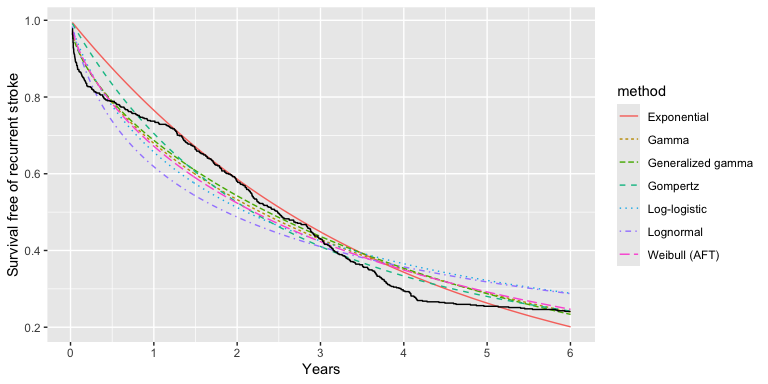 Survival free of recurrent stroke
1.0
0.8
0.6
0.4
0.2
0
1
2
3
4
5
6
Years
method
Exponential
Gamma
Generalized gamma
Gompertz
Log-logistic
Lognormal
Weibull (AFT)